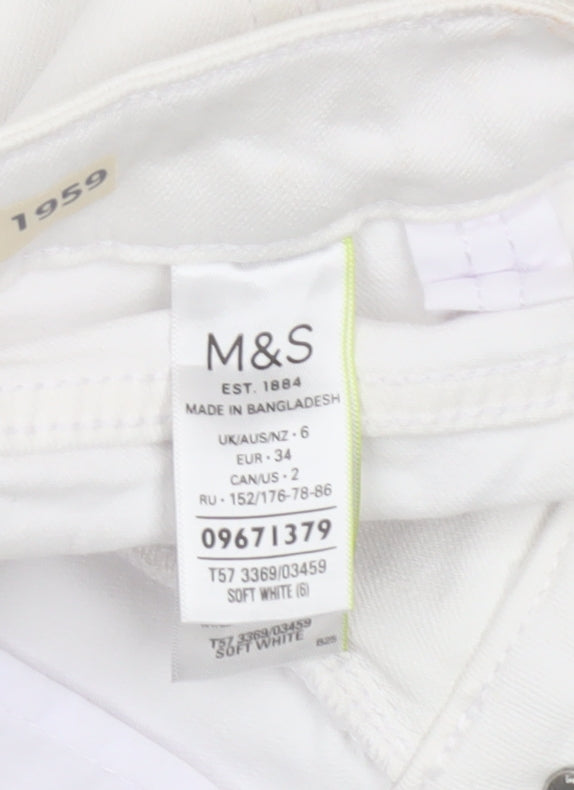 1959
M&S
EST. 1884
MADE IN BANGLADESH
UK/AUS/NZ • 6
EUR • 34
CAN/US • 2
RU • 152/176-78-86
09671379
T57 3369/03459
SOFT WHITE (6)
T57 3369/03459
SOFT WHITE